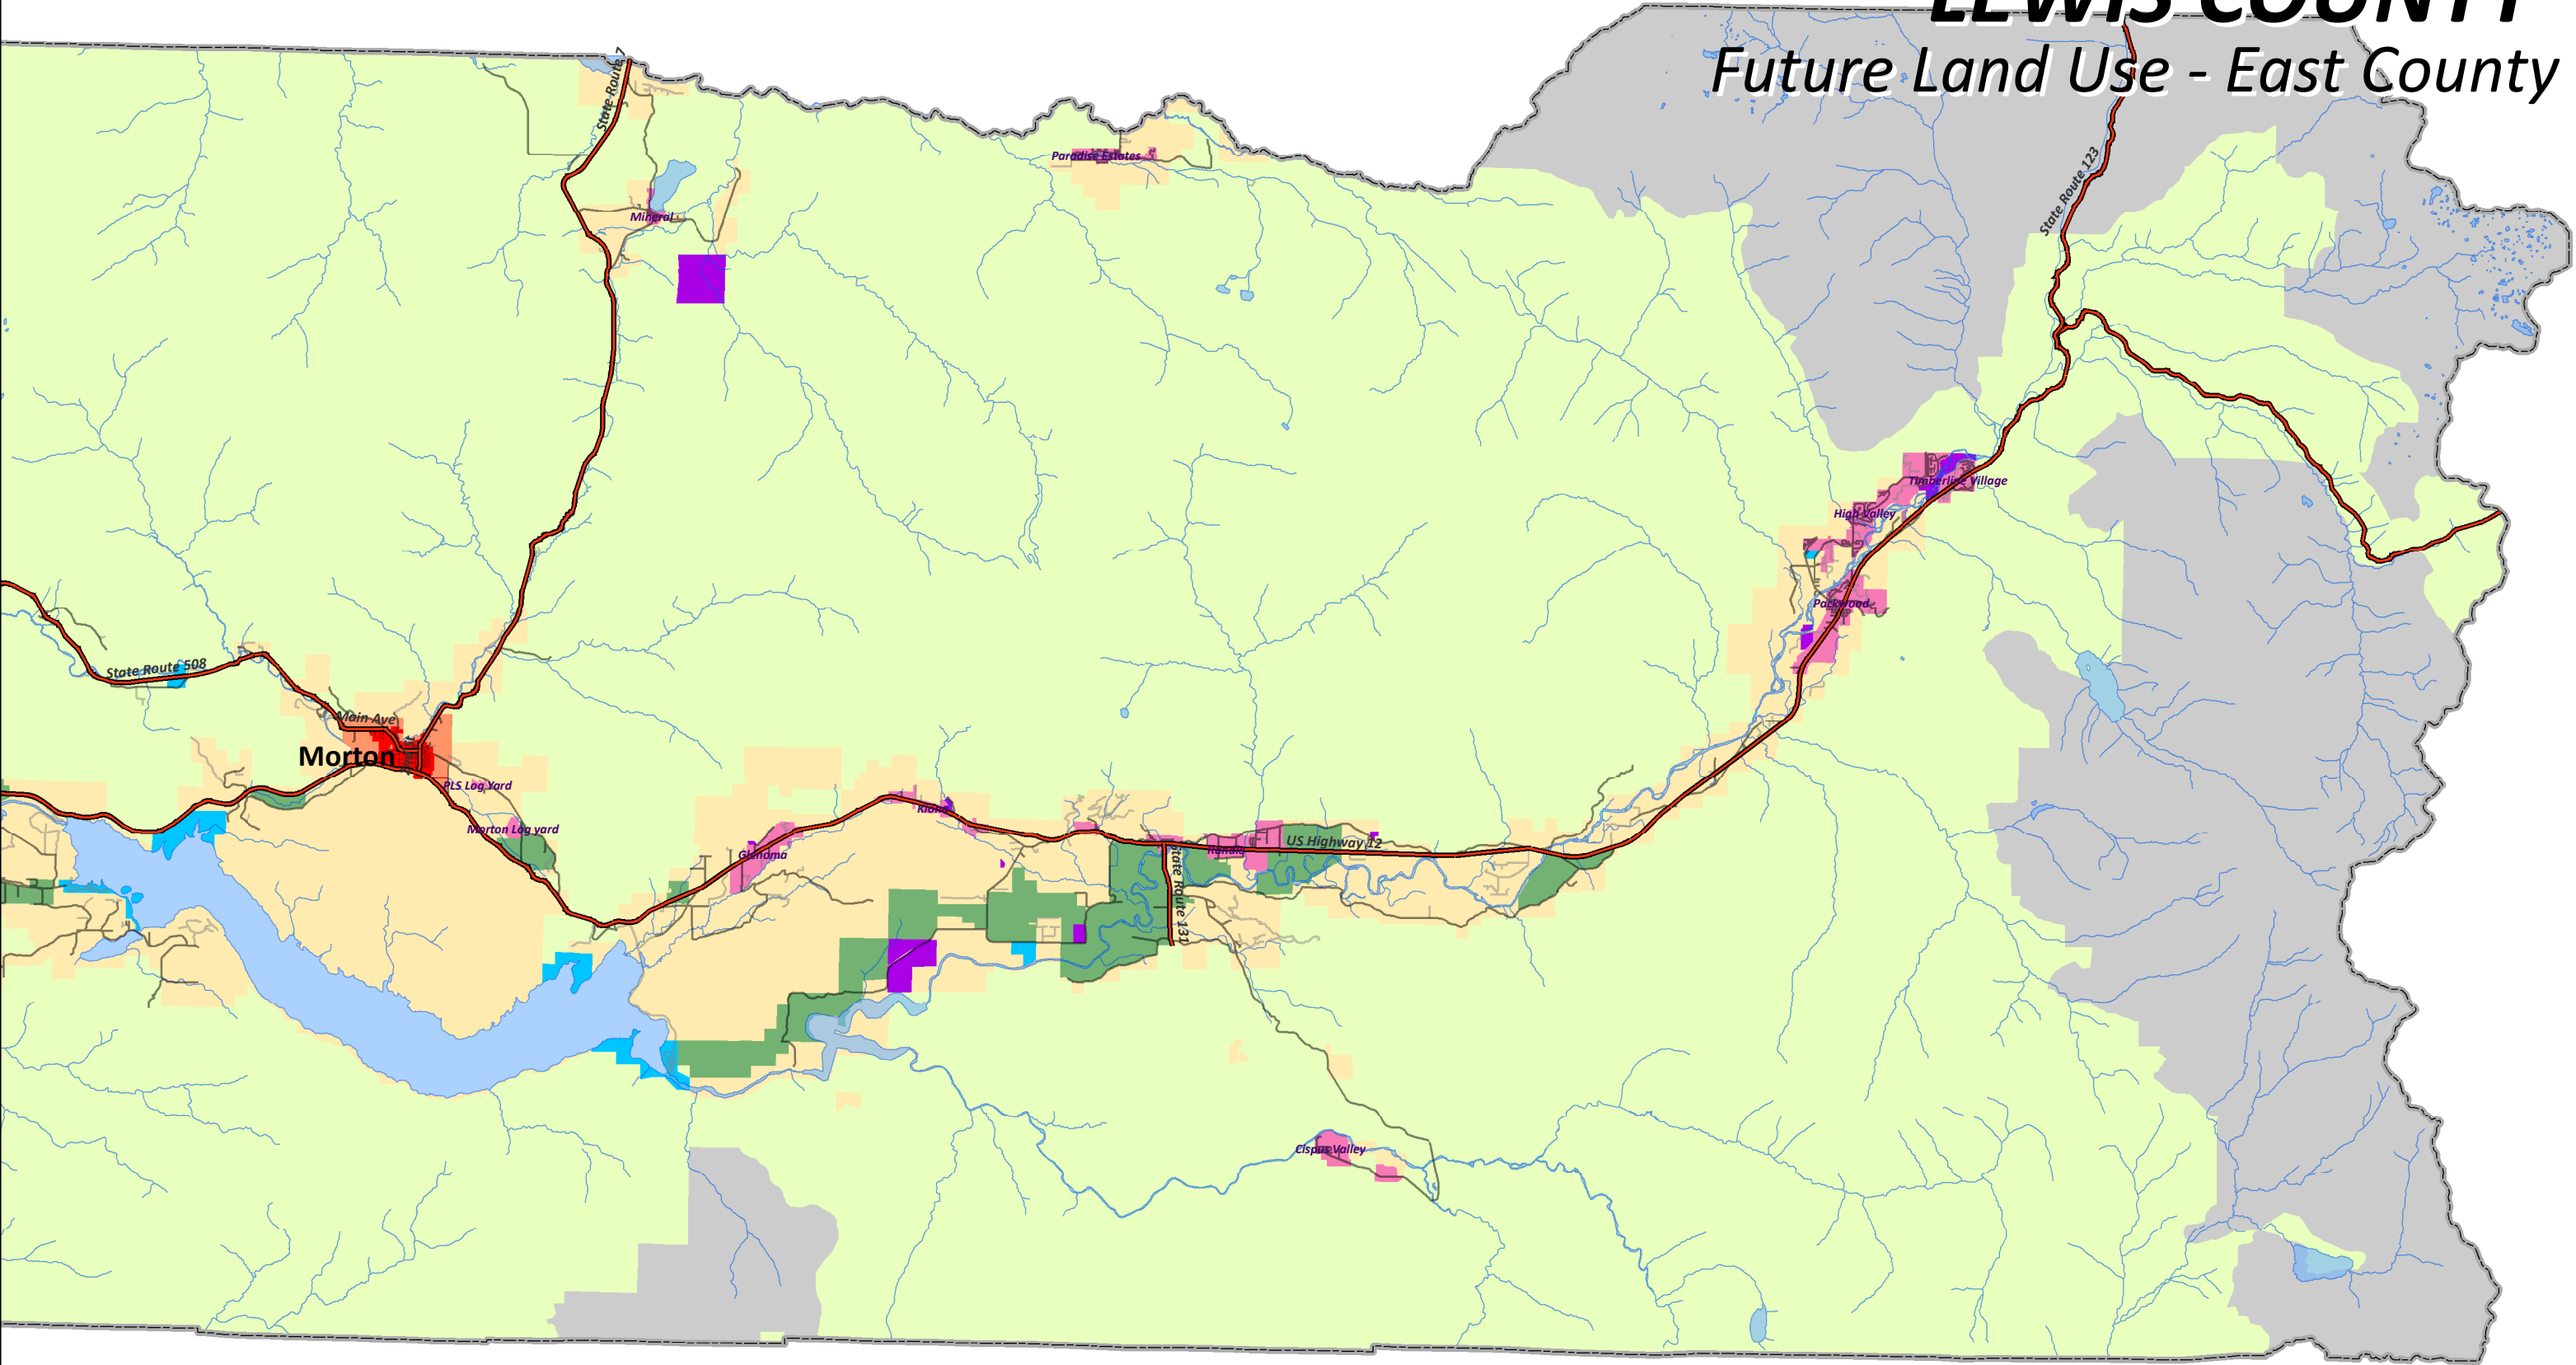 LEWIS COUNTY
Future Land Use - East County
State Route 7
Paradise Estates
State Route 123
Mineral
Timberline Village
High Valley
Packwood
State Route 508
Main Ave
Morton
PLS Log Yard
Morton Log yard
Kiona
Glenoma
US Highway 12
Randle
State Route 131
Cispus Valley